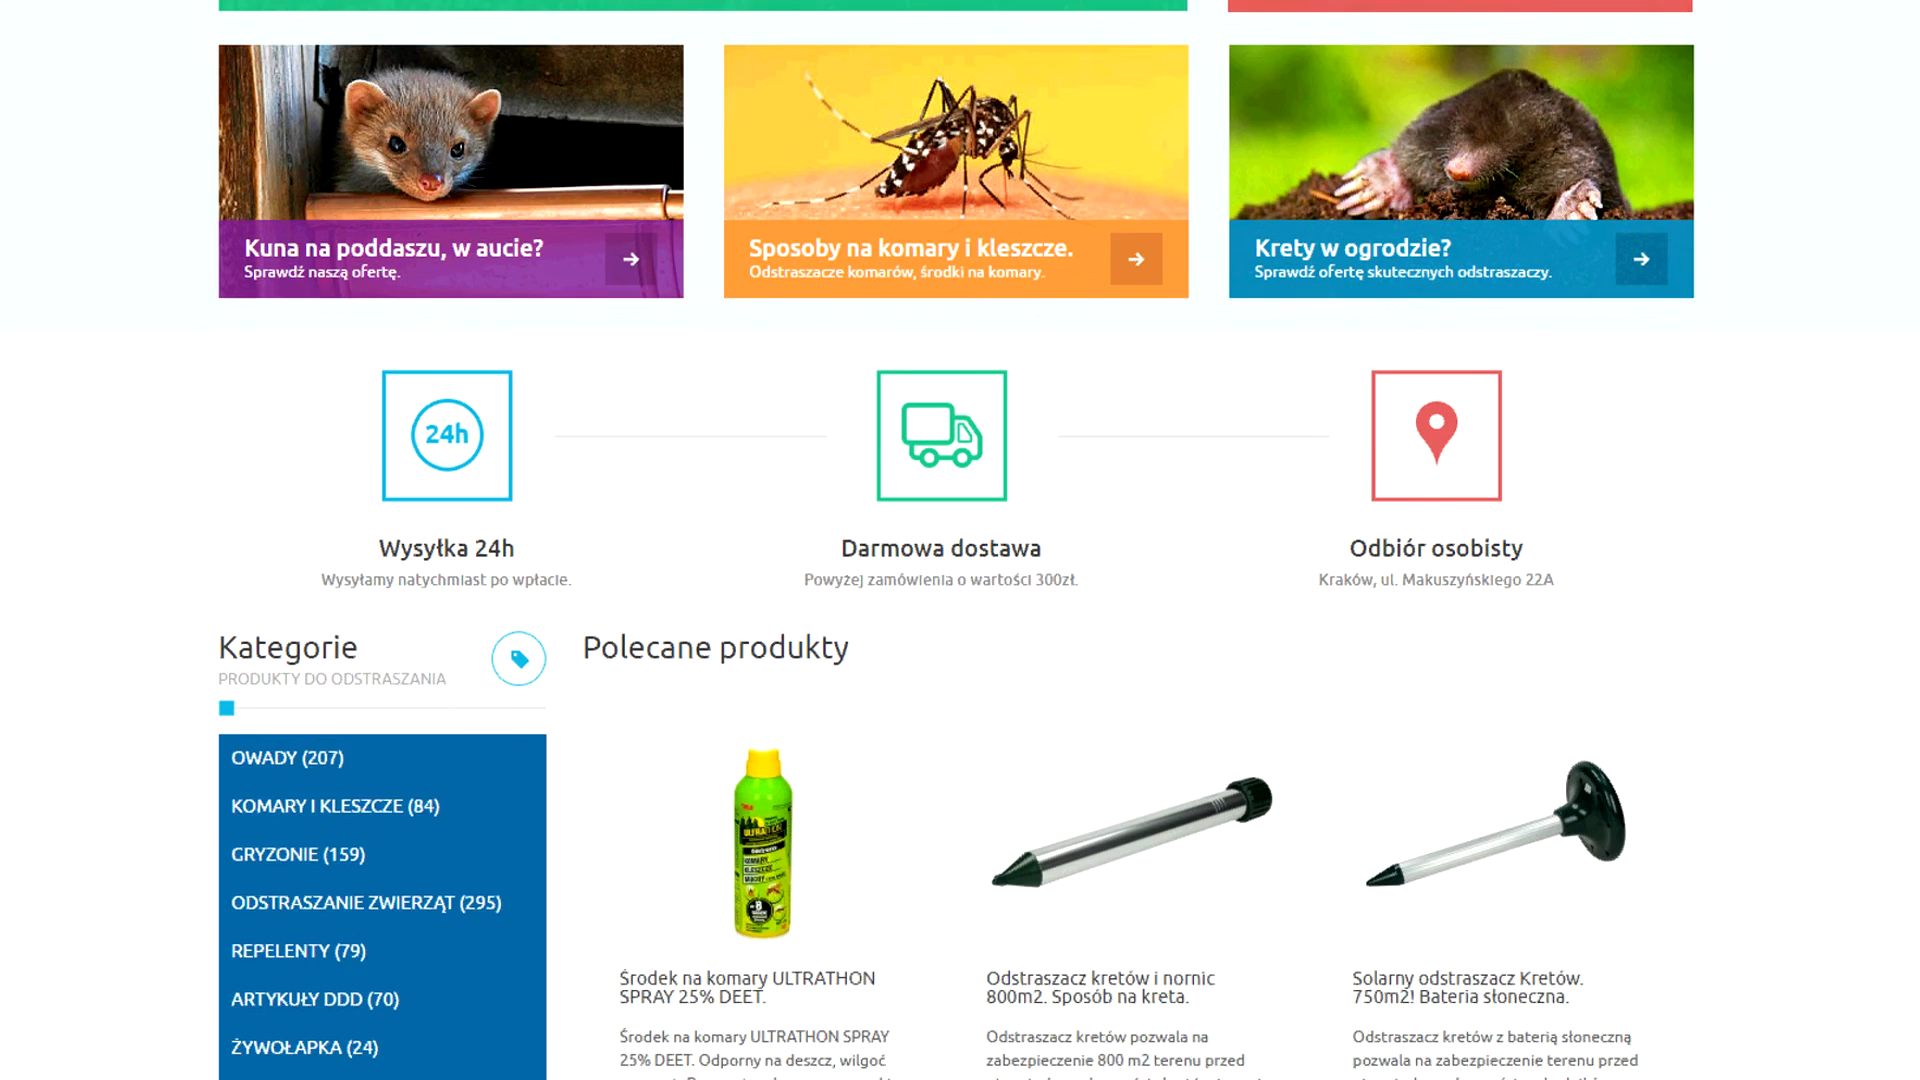 Kuna na poddaszu, w aucie?
Sprawdź naszą ofertę.
Sposoby na komary i kleszcze.
Odstraszacze komarów, środki na komary.
Krety w ogrodzie?
Sprawdź ofertę skutecznych odstraszaczy.
24h
Wysyłka 24h
Wysyłamy natychmiast po wpłacie.
Darmowa dostawa
Powyżej zamówienia o wartości 300zł.
Odbiór osobisty
Kraków, ul. Makuszyńskiego 22A
Kategorie
PRODUKTY DO ODSTRASZANIA
OWADY (207)
KOMARY I KLESZCZE (84)
GRYZONIE (159)
ODSTRASZANIE ZWIERZĄT (295)
REPELENTY (79)
ARTYKUŁY DDD (70)
ŻYWOŁAPKA (24)
Polecane produkty
Środek na komary ULTRATHON
SPRAY 25% DEET.
Środek na komary ULTRATHON SPRAY
25% DEET. Odporny na deszcz, wilgoć
Odstraszacz kretów i nornic
800m2. Sposób na kreta.
Odstraszacz kretów pozwala na
zabezpieczenie 800 m2 terenu przed
Solarny odstraszacz Kretów.
750m2! Bateria słoneczna.
Odstraszacz kretów z baterią słoneczną
pozwala na zabezpieczenie terenu przed